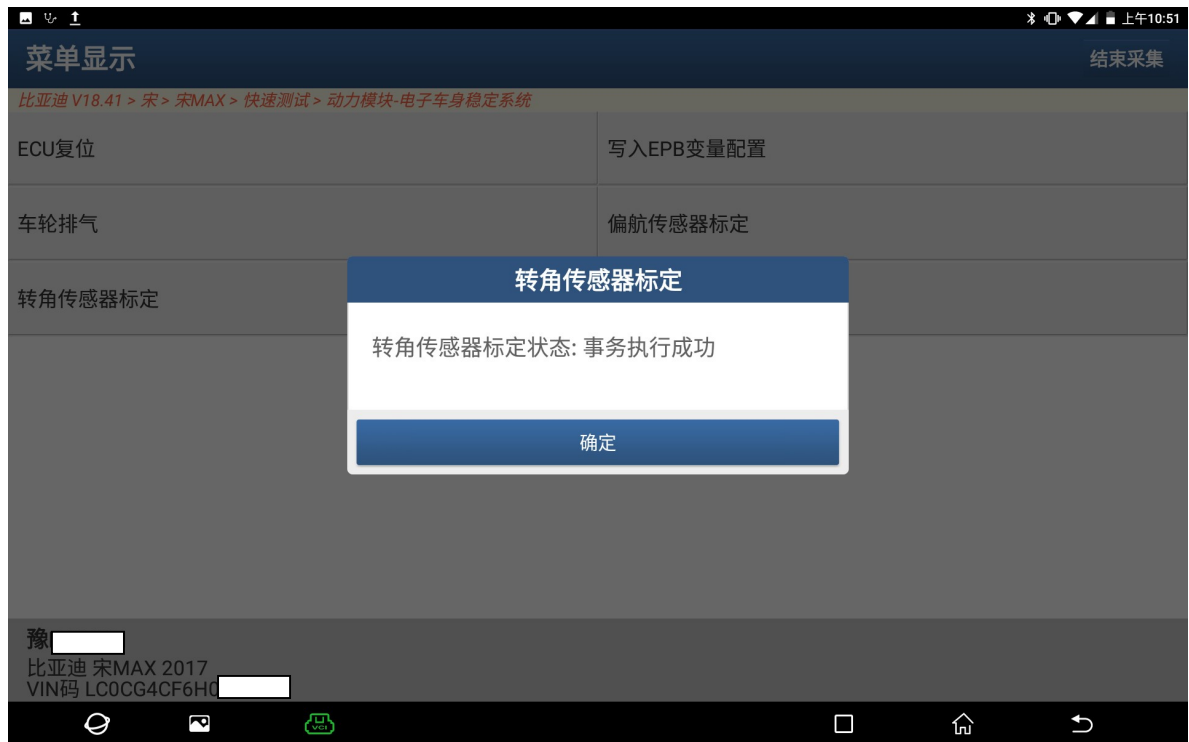 上午10:51
菜单显示
结束采集
比亚迪 V18.41 > 宋 > 宋MAX > 快速测试 > 动力模块-电子车身稳定系统
ECU复位
写入EPB变量配置
车轮排气
偏航传感器标定
转角传感器标定
转角传感器标定
转角传感器标定状态: 事务执行成功
确定
豫
比亚迪 宋MAX 2017
VIN码 LC0CG4CF6H0
VCI